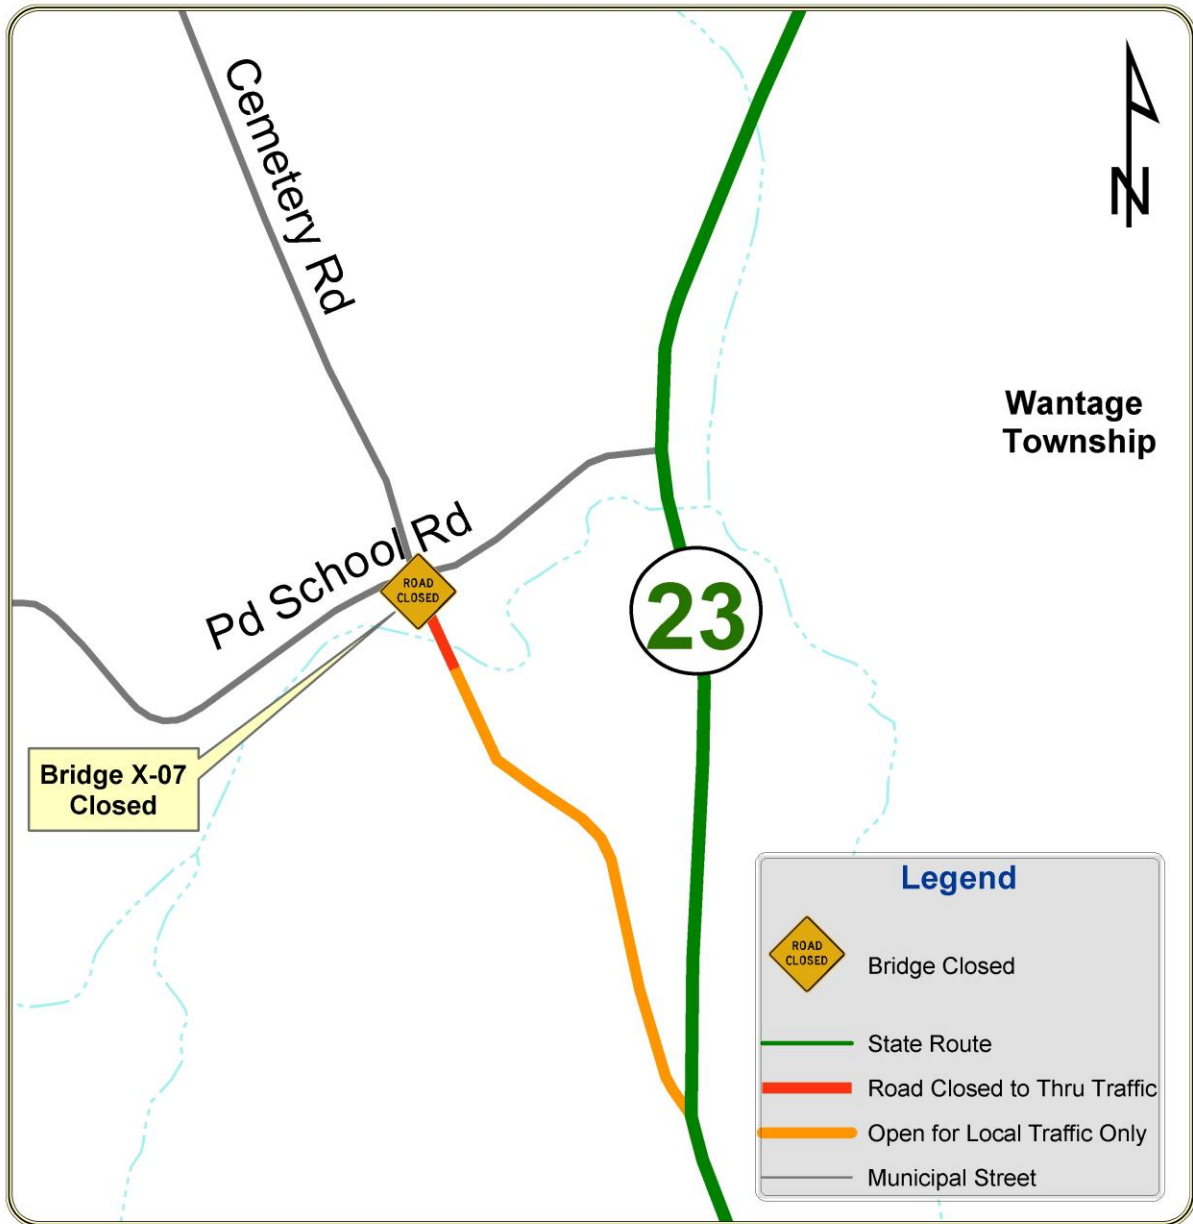 Cemetery Rd
N
Wantage
Township
Pd School Rd
ROAD
CLOSED
23
Bridge X-07
Closed
Legend
ROAD
CLOSED
Bridge Closed
State Route
Road Closed to Thru Traffic
Open for Local Traffic Only
Municipal Street